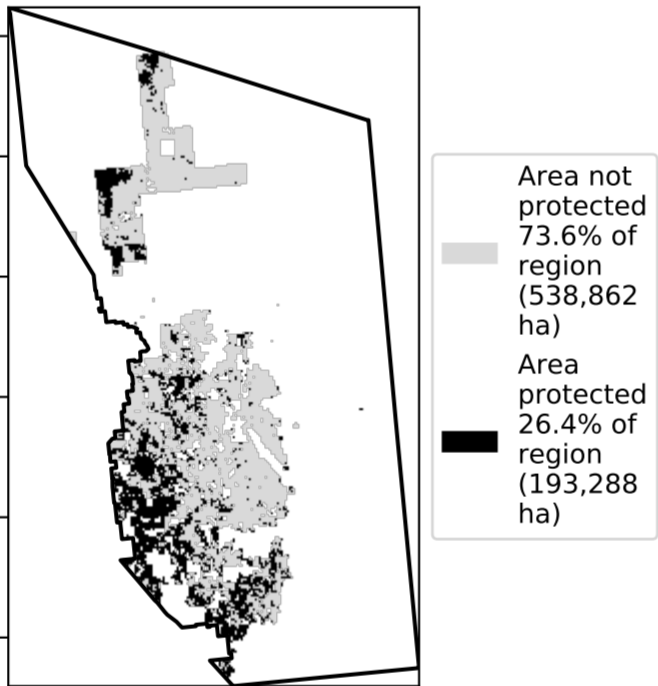 Area not
protected
73.6% of
region
(538,862
ha)
Area
protected
26.4% of
region
(193,288
ha)